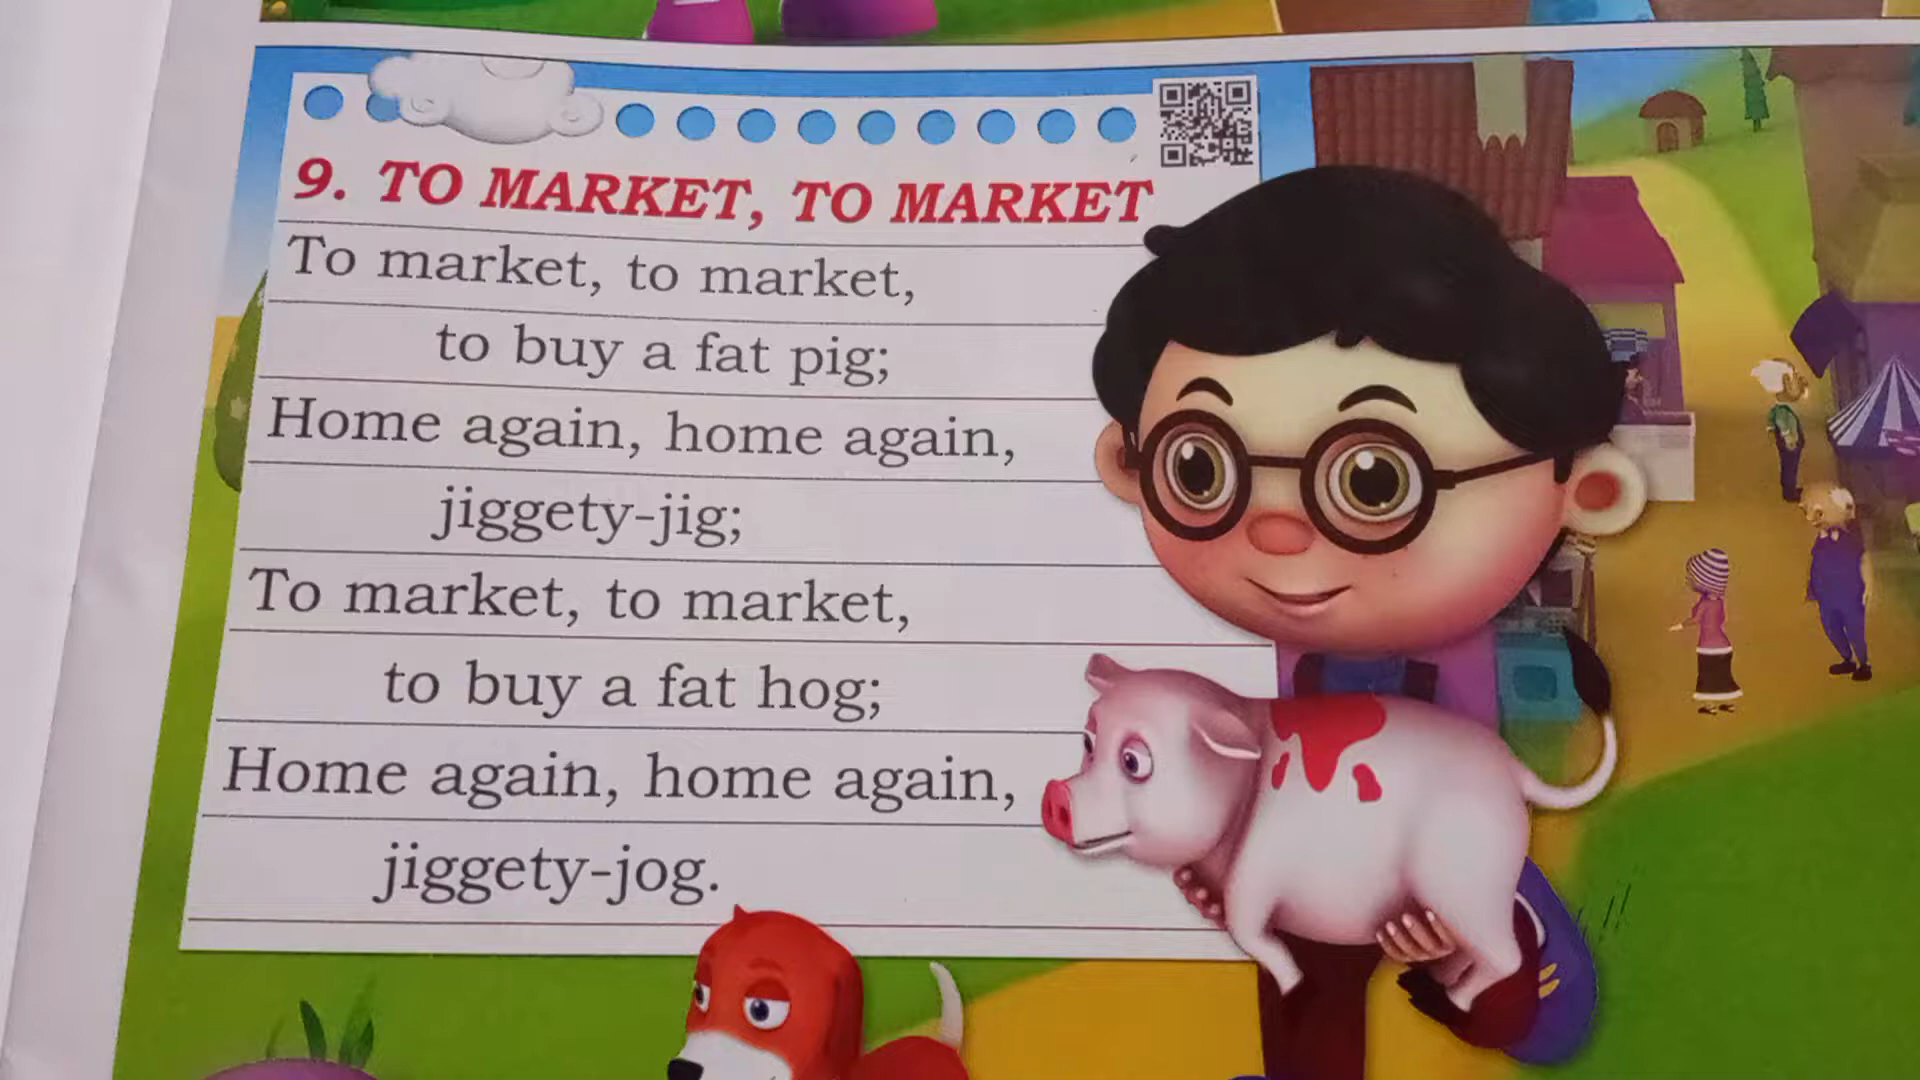 9. TO MARKET, TO MARKET
To market, to market,
to buy a fat pig;
Home again, home again,
jiggety-jig;
To market, to market,
to buy a fat hog;
Home again, home again,
jiggety-jog.